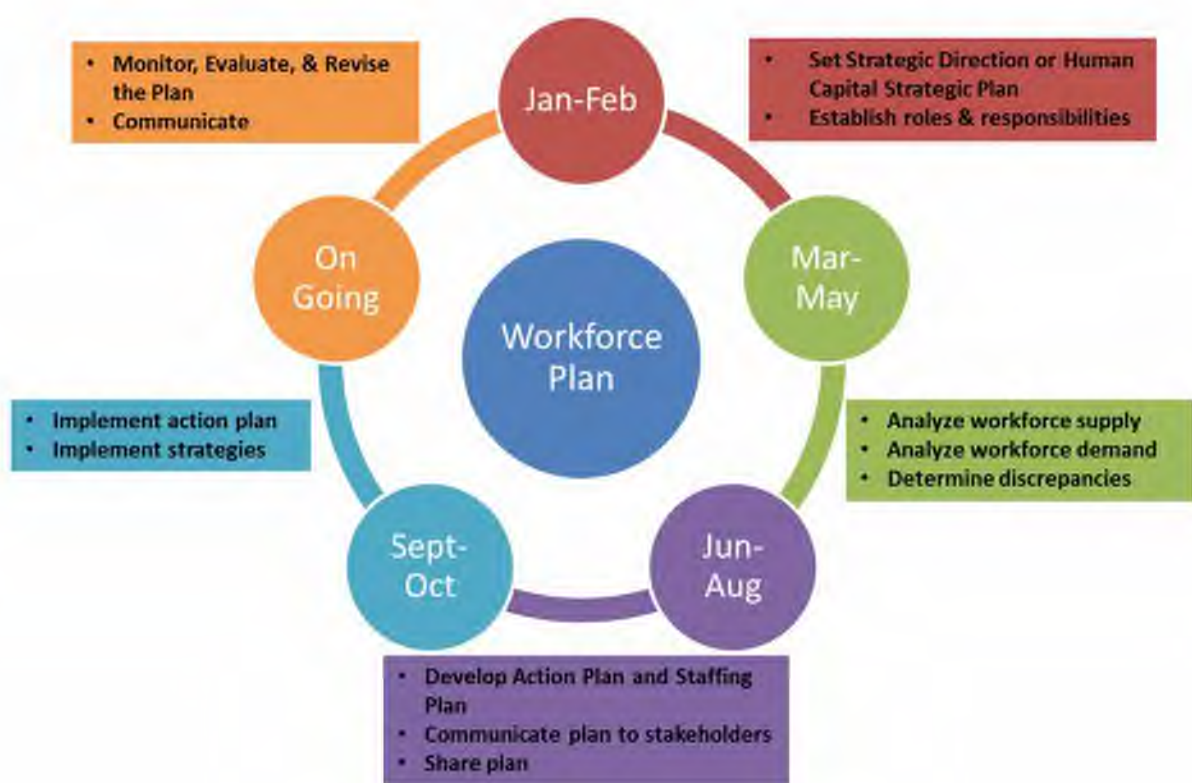 Jan-Feb
• Set Strategic Direction or Human
Capital Strategic Plan
• Establish roles & responsibilities
Mar-
May
• Analyze workforce supply
• Analyze workforce demand
• Determine discrepancies
Jun-
Aug
• Develop Action Plan and Staffing
Plan
• Communicate plan to stakeholders
• Share plan
Sept-
Oct
• Implement action plan
• Implement strategies
On
Going
• Monitor, Evaluate, & Revise
the Plan
• Communicate
Workforce
Plan